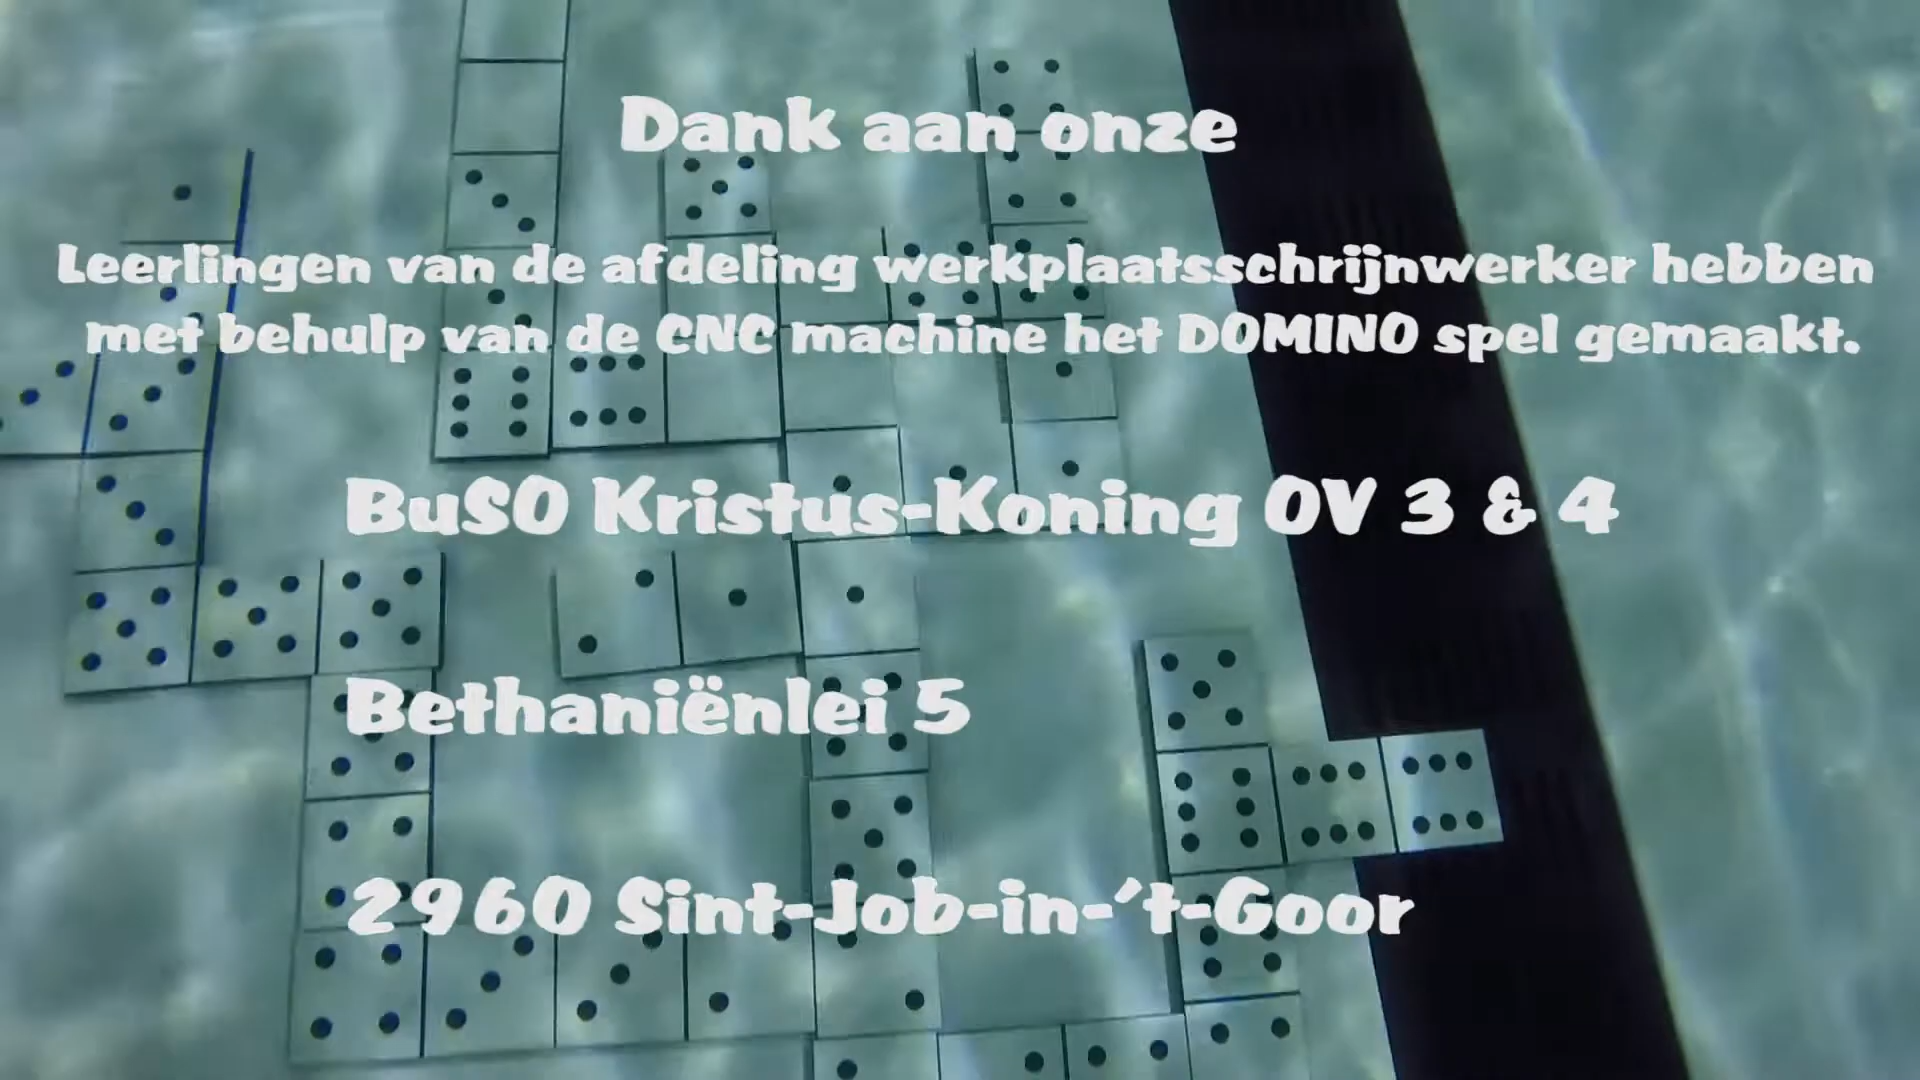 Dank aan onze
Leerlingen van de afdeling werkplaatsschrijnwerker hebben
met behulp van de CNC machine het DOMINO spel gemaakt.
BuSO Kristus-Koning OV 3 & 4
Bethaniënlei 5
2960 Sint-Job-in-'t-Goor